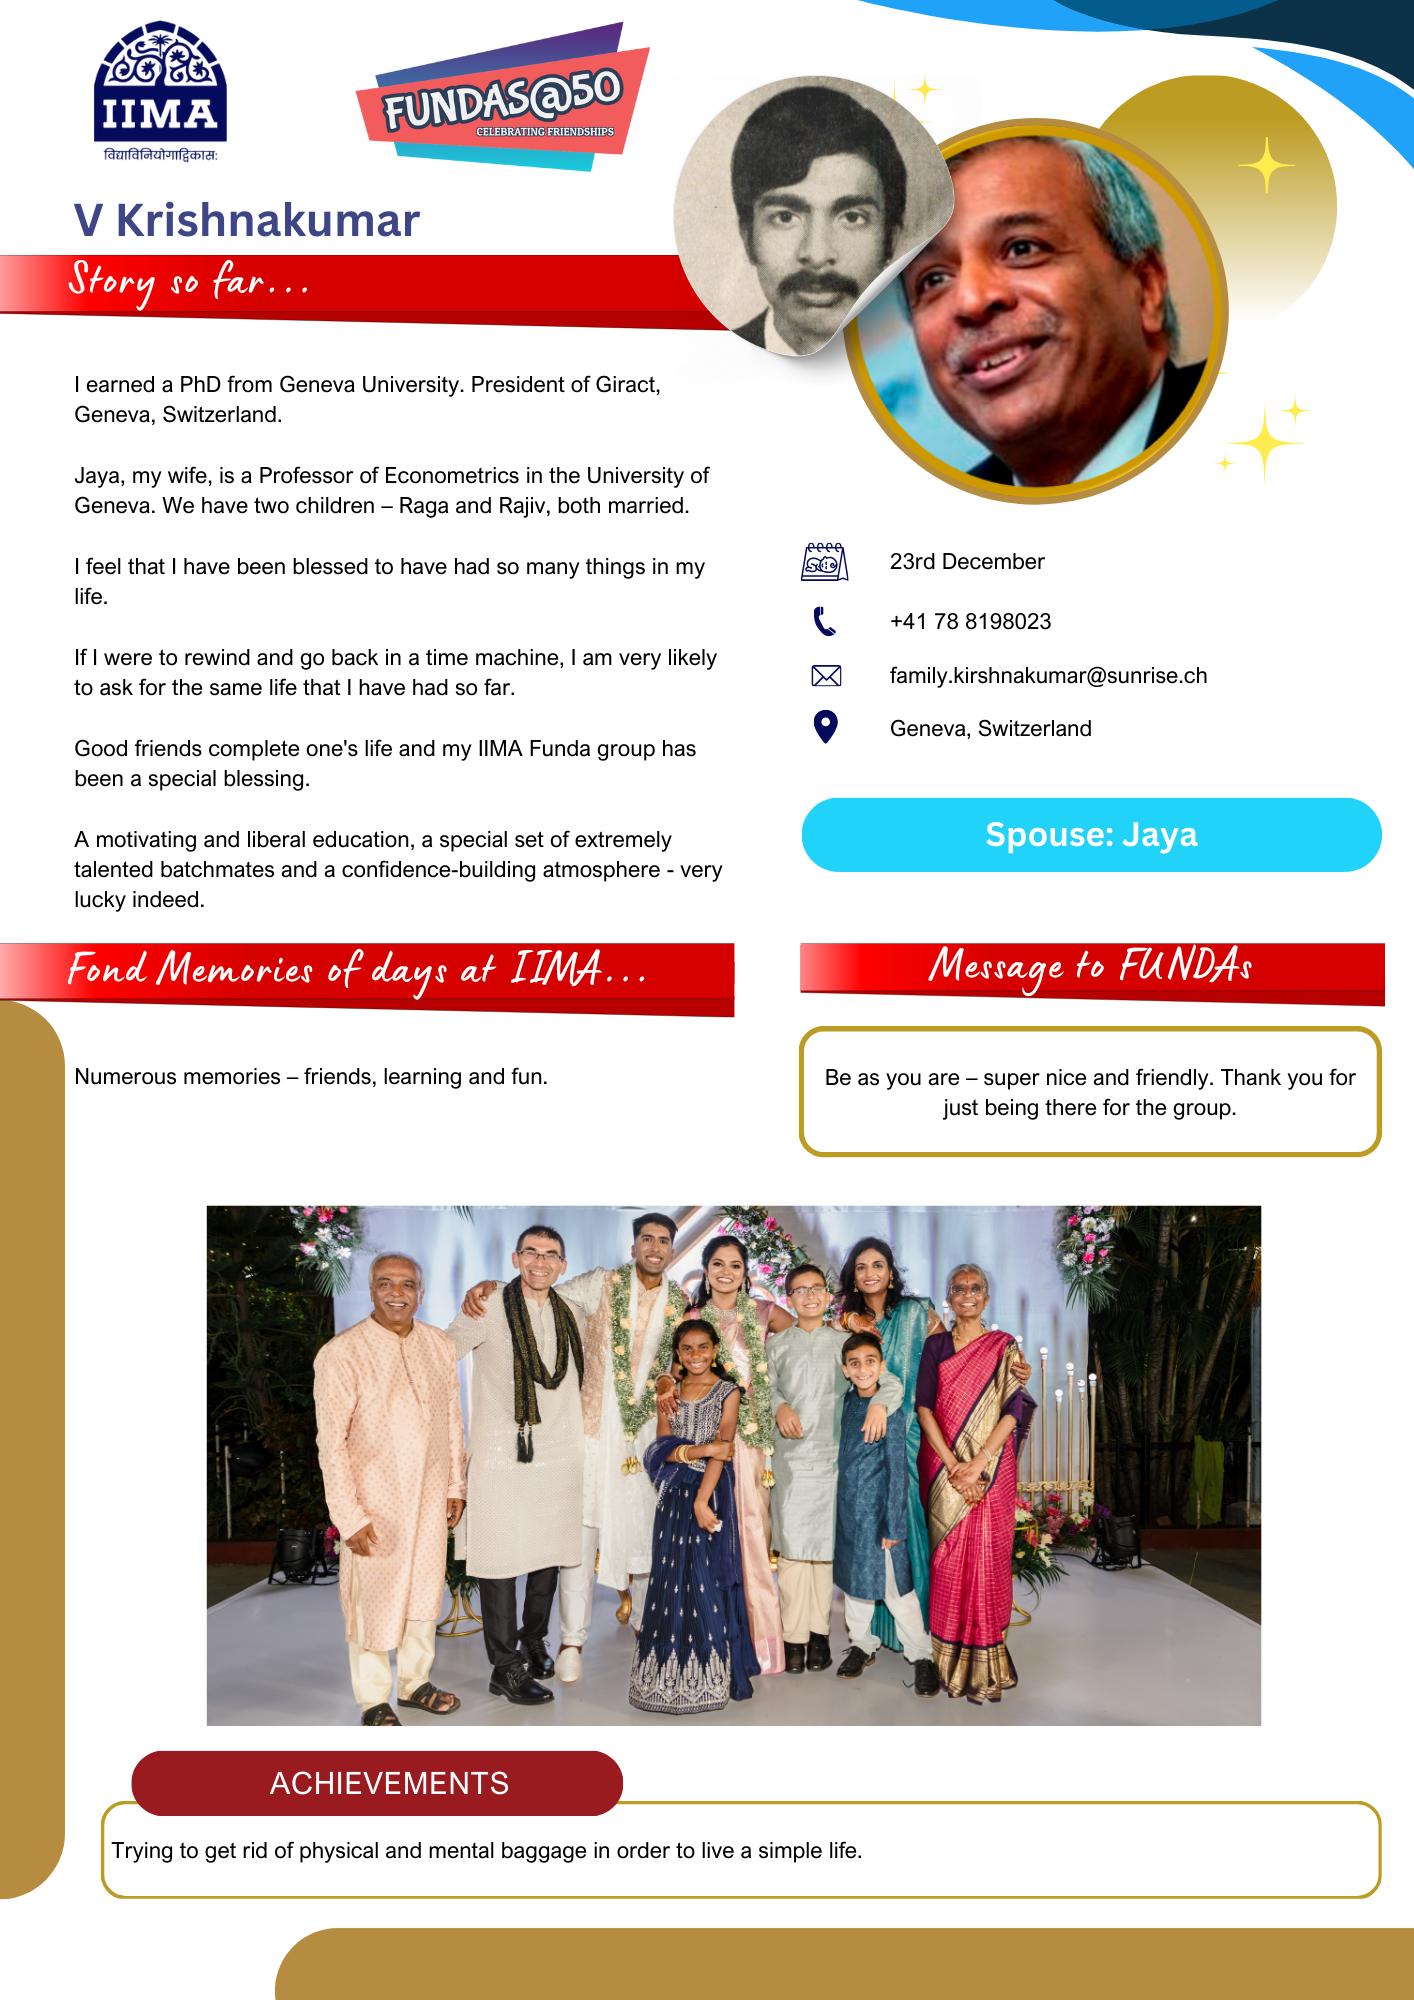 IIMA
विद्याविनियोगाद्विकास:
FUNDAS@50
CELEBRATING FRIENDSHIPS
V Krishnakumar
Story so far...
I earned a PhD from Geneva University. President of Giract,
Geneva, Switzerland.
Jaya, my wife, is a Professor of Econometrics in the University of
Geneva. We have two children – Raga and Rajiv, both married.
I feel that I have been blessed to have had so many things in my
life.
If I were to rewind and go back in a time machine, I am very likely
to ask for the same life that I have had so far.
Good friends complete one's life and my IIMA Funda group has
been a special blessing.
A motivating and liberal education, a special set of extremely
talented batchmates and a confidence-building atmosphere - very
lucky indeed.
23rd December
+41 78 8198023
family.kirshnakumar@sunrise.ch
Geneva, Switzerland
Spouse: Jaya
Fond Memories of days at IIMA...
Numerous memories – friends, learning and fun.
Message to FUNDAs
Be as you are – super nice and friendly. Thank you for
just being there for the group.
ACHIEVEMENTS
Trying to get rid of physical and mental baggage in order to live a simple life.